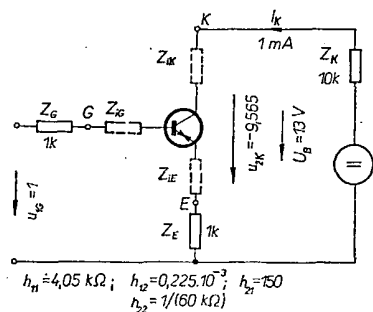 K
I_K
1 mA
Z_iK
Z_K
10k
Z_G
G
Z_iG
1k
u_2K=-9,565
U_B=13 V
u_1G=1
Z_iE
E
Z_E
1k
h_11≐4,05 kΩ; h_12=0,225.10^-3; h_21=150
h_22=1/(60 kΩ)